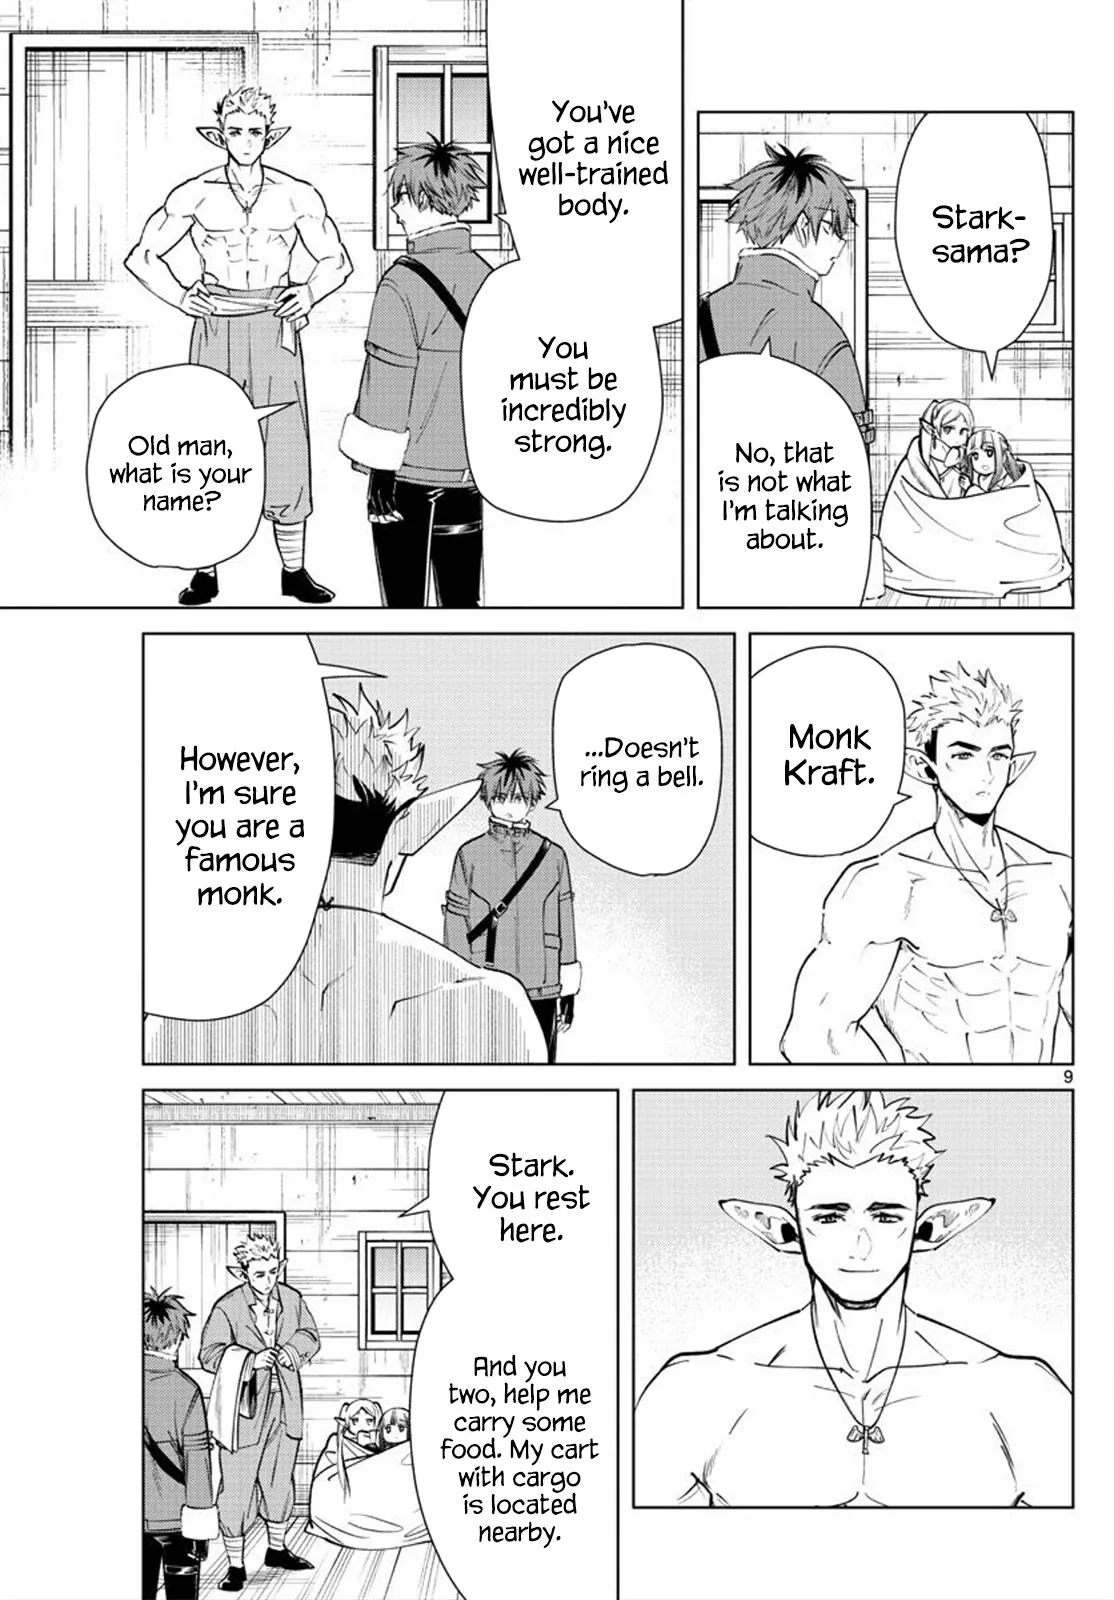 Stark-
sama?
No, that
is not what
I'm talking
about.
You've
got a nice
well-trained
body.
You
must be
incredibly
strong.
Old man,
what is your
name?
Monk
Kraft.
...Doesn't
ring a bell.
However,
I'm sure
you are a
famous
monk.
9
Stark.
You rest
here.
And you
two, help me
carry some
food. My cart
with cargo
is located
nearby.